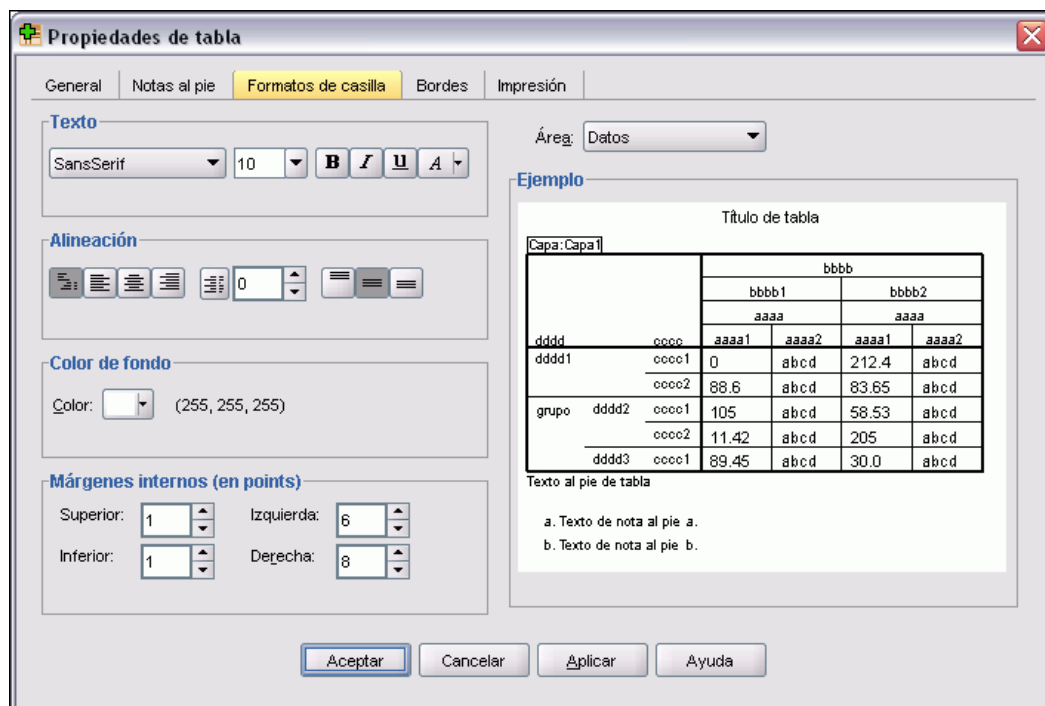 Propiedades de tabla
General Notas al pie Formatos de casilla Bordes Impresión
Texto
SansSerif 10 B I u A
Alineación
0
Color de fondo
Color: (255, 255, 255)
Márgenes internos (en points)
Superior: 1 Izquierda: 6
Inferior: 1 Derecha: 8
Área: Datos
Ejemplo
Título de tabla
Capa:Capa1
bbbb
bbbb1 bbbb2
aaaa aaaa
dddd cccc aaaa1 aaaa2 aaaa1 aaaa2
dddd1 cccc1 0 abcd 212.4 abcd
cccc2 88.6 abcd 83.65 abcd
grupo dddd2 cccc1 105 abcd 58.53 abcd
cccc2 11.42 abcd 205 abcd
dddd3 cccc1 89.45 abcd 30.0 abcd
Texto al pie de tabla
a. Texto de nota al pie a.
b. Texto de nota al pie b.
Aceptar Cancelar Aplicar Ayuda